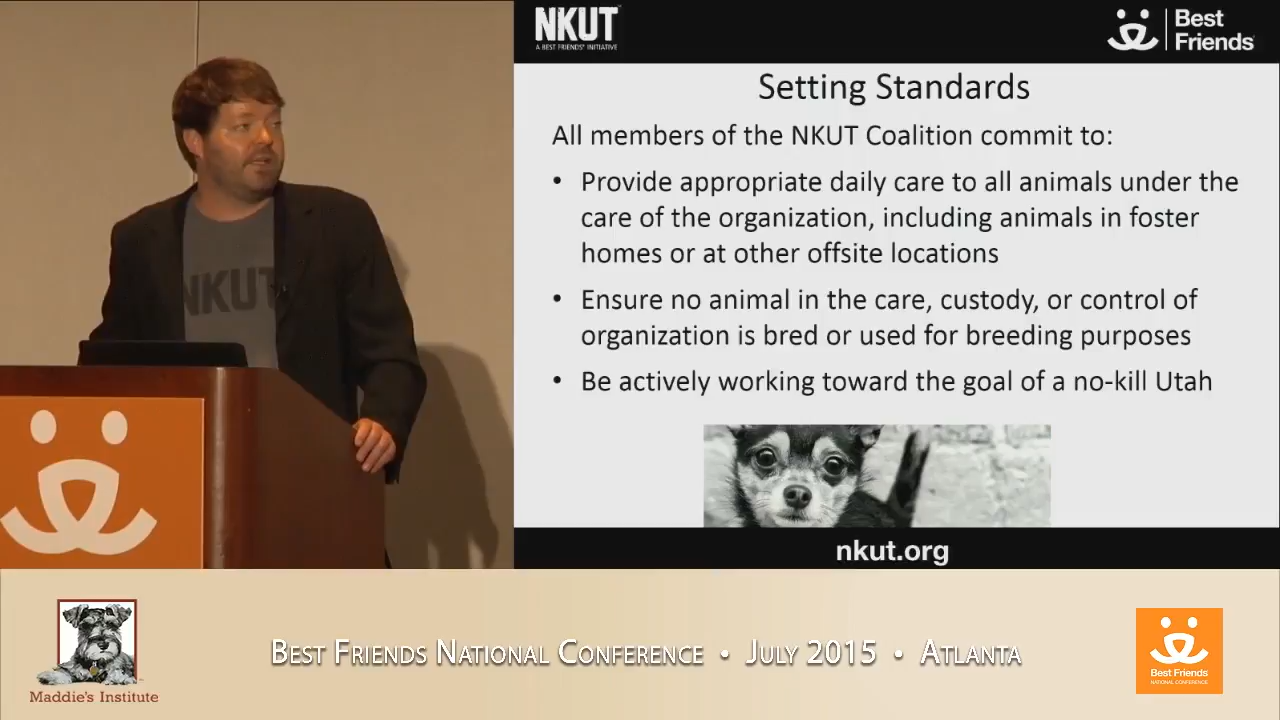 NKUT
A BEST FRIENDS' INITIATIVE
Best
Friends
Setting Standards
All members of the NKUT Coalition commit to:
• Provide appropriate daily care to all animals under the
care of the organization, including animals in foster
homes or at other offsite locations
• Ensure no animal in the care, custody, or control of
organization is bred or used for breeding purposes
• Be actively working toward the goal of a no-kill Utah
nkut.org
NKUT
Maddie's Institute
Best Friends National Conference • July 2015 • Atlanta
Best Friends
NATIONAL CONFERENCE